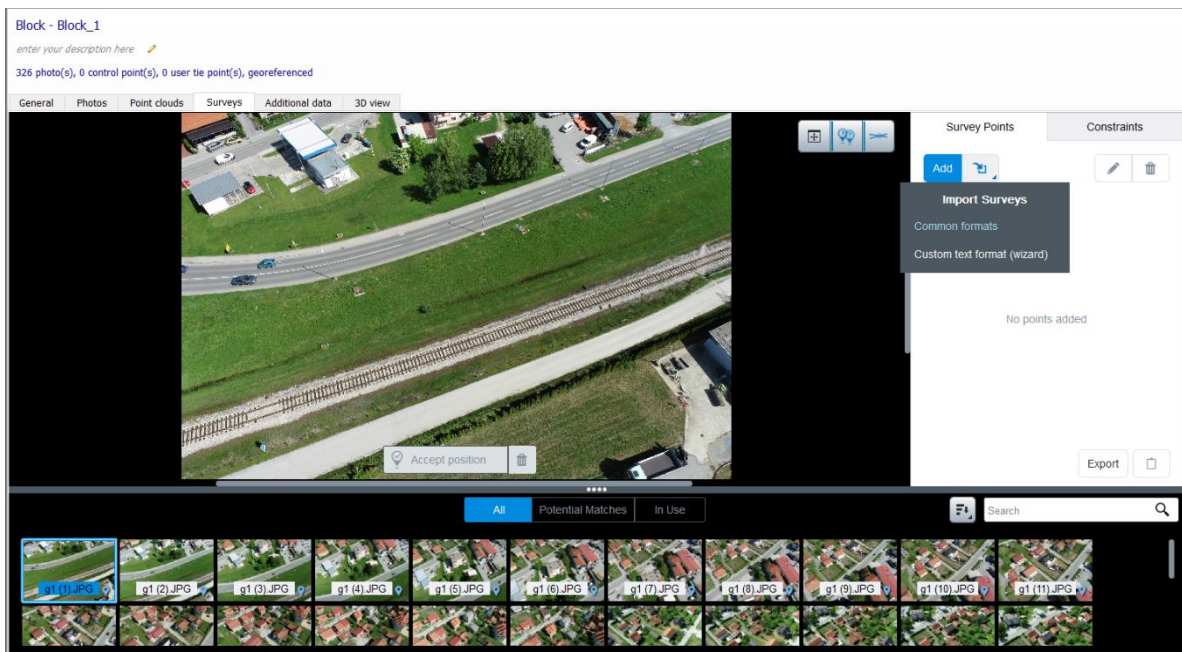 Block - Block_1
enter your description here
326 photo(s), 0 control point(s), 0 user tie point(s), georeferenced
General Photos Point clouds Surveys Additional data 3D view
Survey Points Constraints
Add
Import Surveys
Common formats
Custom text format (wizard)
No points added
Accept position
Export
All Potential Matches In Use
Search
g1 (1).JPG g1 (2).JPG g1 (3).JPG g1 (4).JPG g1 (5).JPG g1 (6).JPG g1 (7).JPG g1 (8).JPG g1 (9).JPG g1 (10).JPG g1 (11).JPG